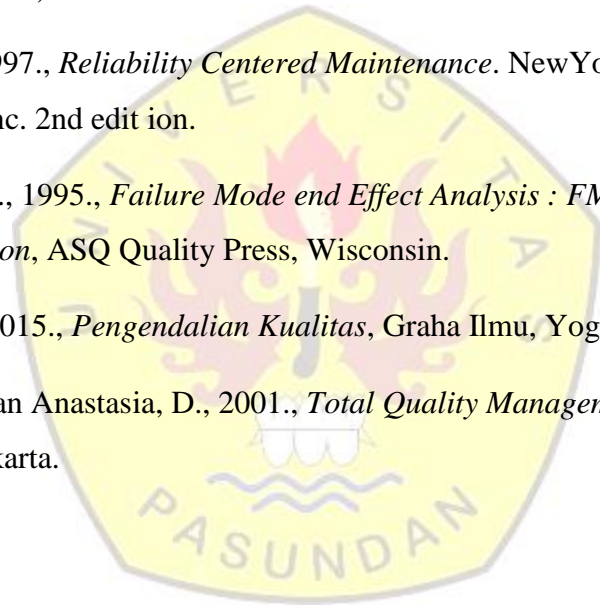 997., Reliability Centered Maintenance. NewYo
nc. 2nd edit ion.
., 1995., Failure Mode end Effect Analysis : FM
on, ASQ Quality Press, Wisconsin.
015., Pengendalian Kualitas, Graha Ilmu, Yog
an Anastasia, D., 2001., Total Quality Managem
karta.
UNIVERSITAS
PASUNDAN